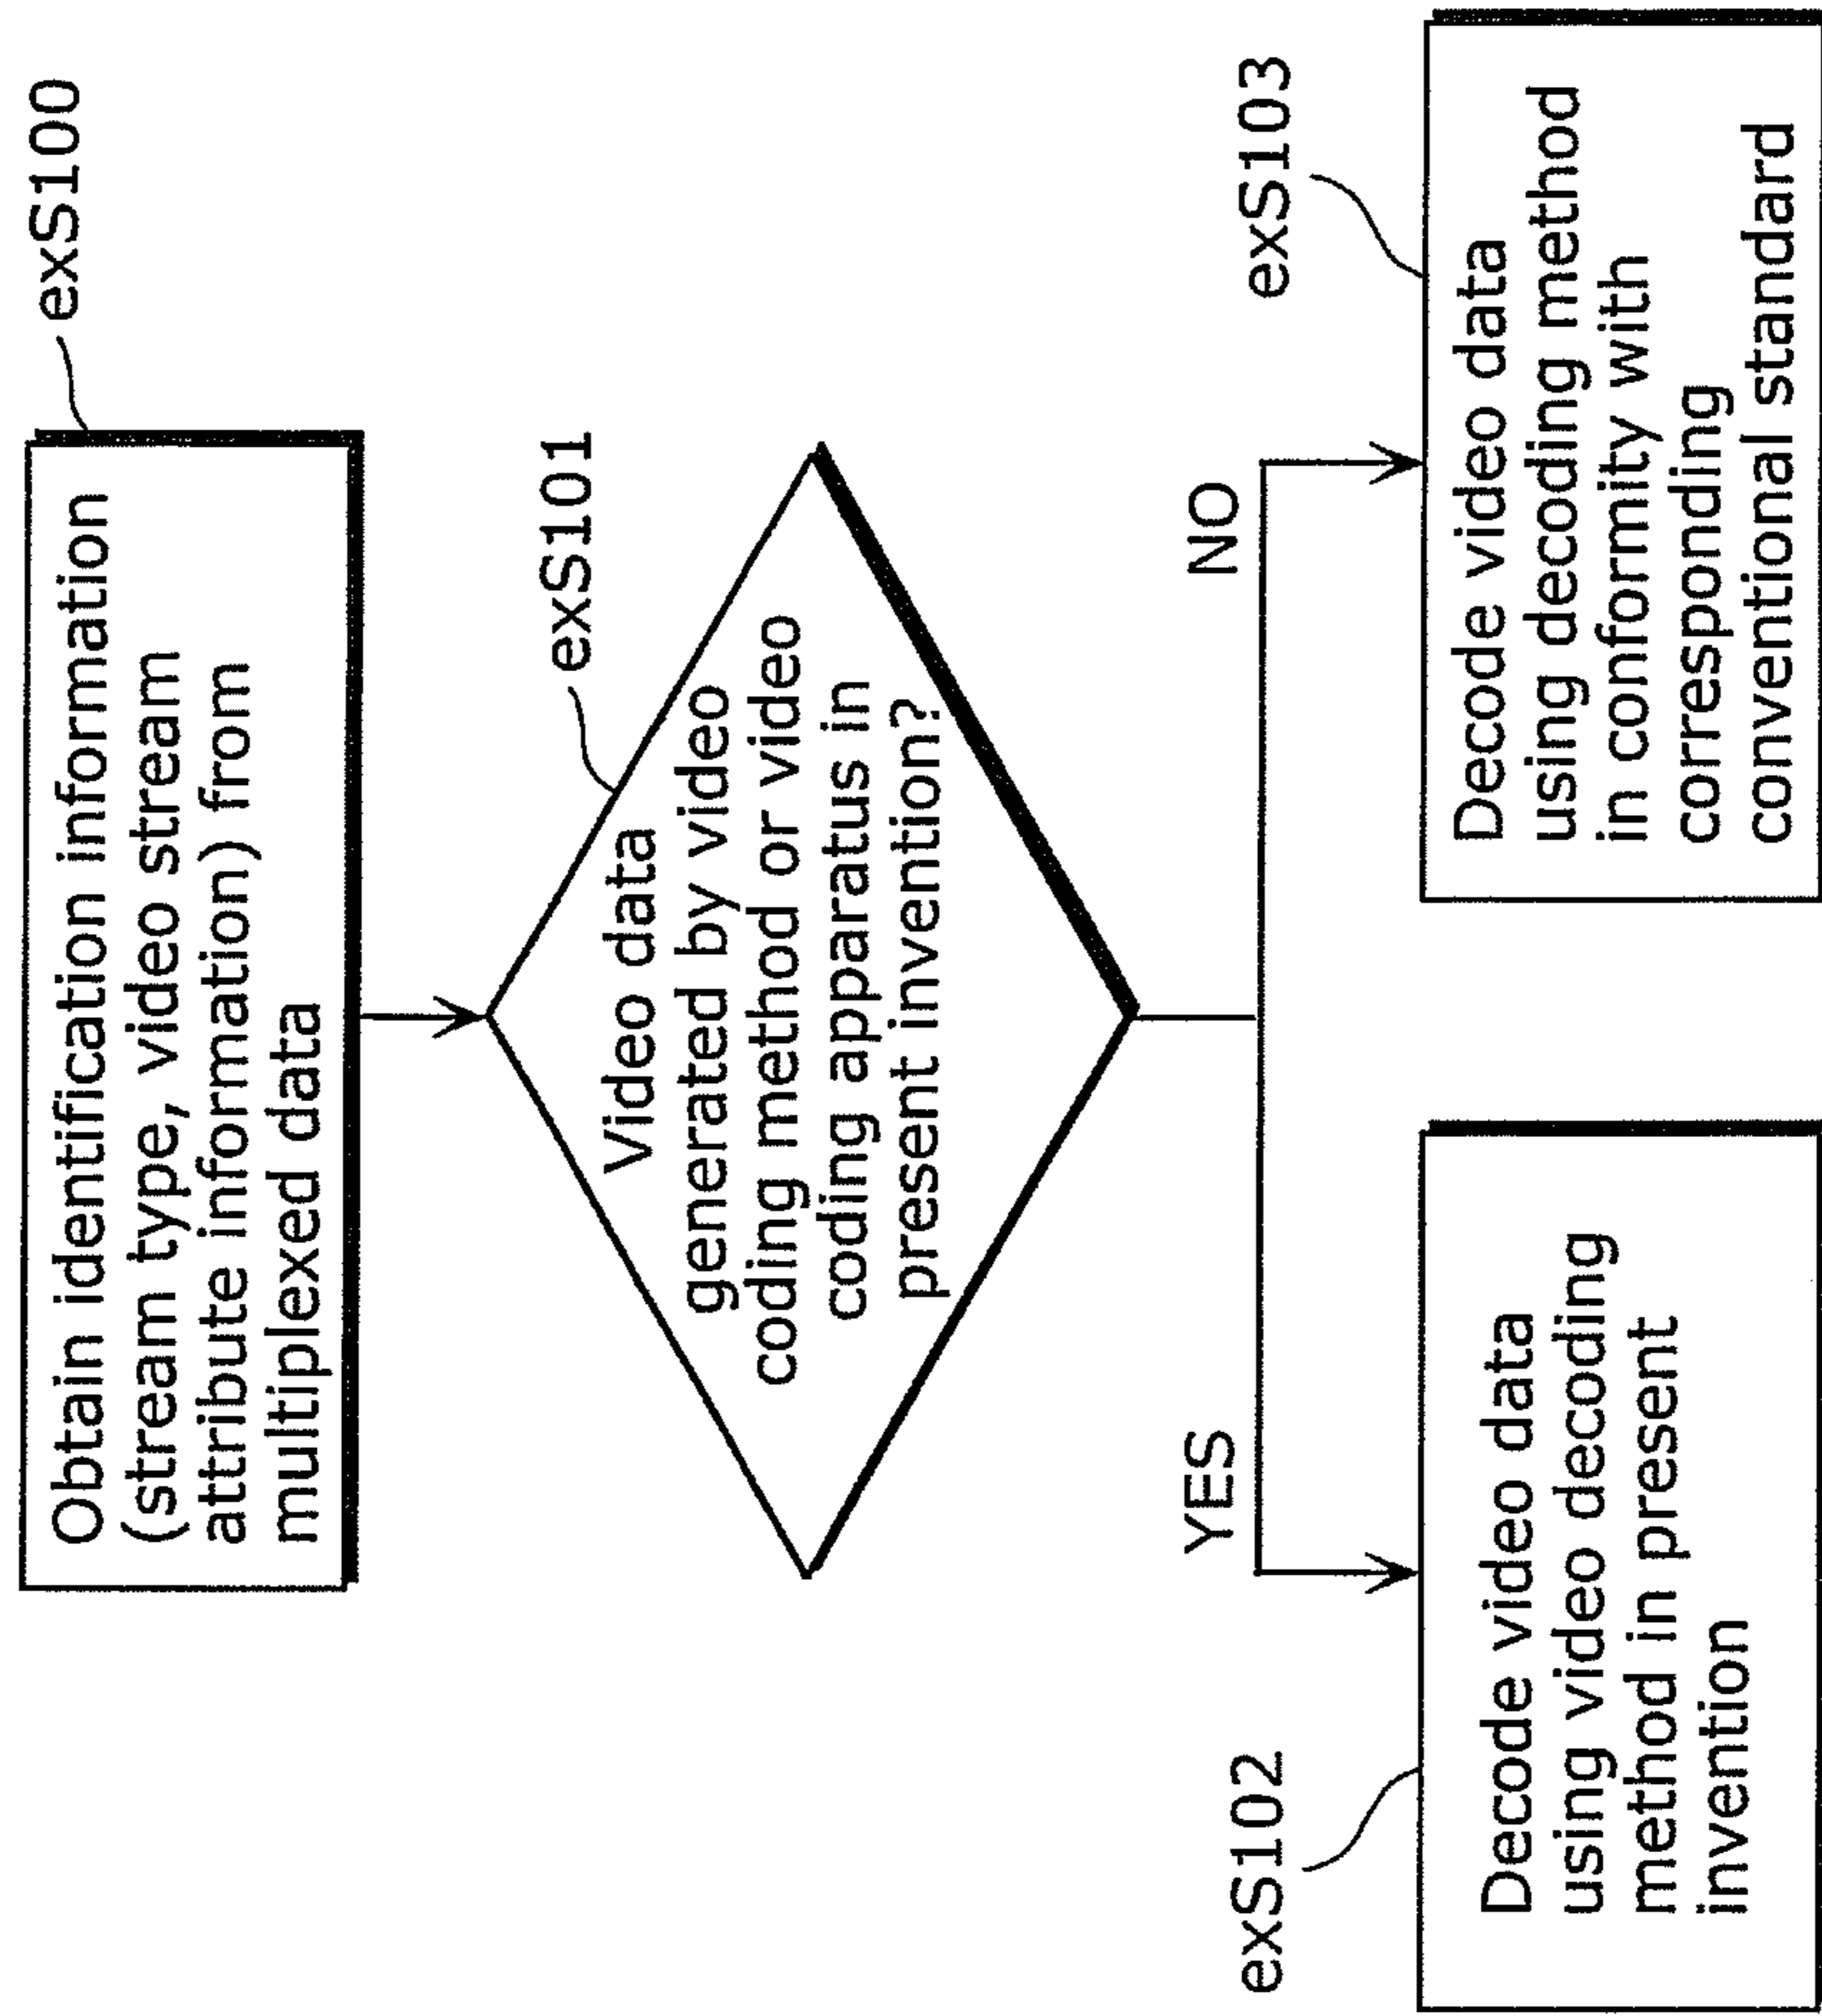 exS100
Obtain identification information
(stream type, video stream
attribute information) from
multiplexed data
exS101
Video data
generated by video
coding method or video
coding apparatus in
present invention?
YES
NO
exS102
Decode video data
using video decoding
method in present
invention
exS103
Decode video data
using decoding method
in conformity with
corresponding
conventional standard